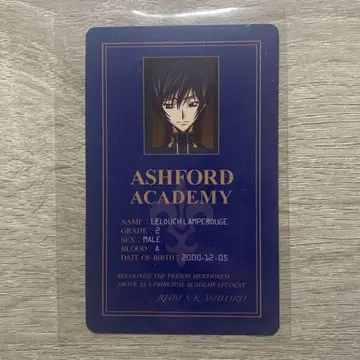 ASHFORD
ACADEMY
NAME : LELOUCH LAMPEROUGE
GRADE : 2
SEX : MALE
BLOOD : A
DATE OF BIRTH : 2000.12.05
RECOGNIZE THE PERSON MENTIONED
ABOVE AS A PRINCIPAL ACADEMY STUDENT
RUBEN K ASHFORD